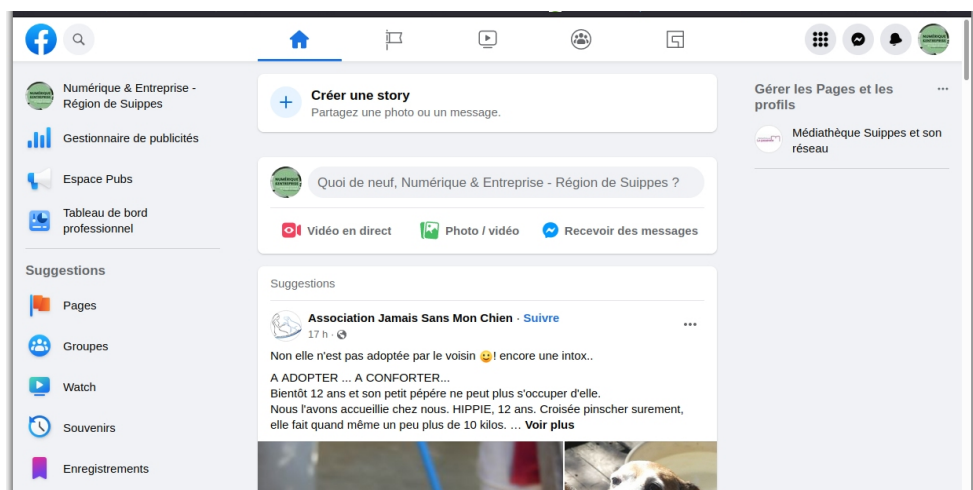 Numérique & Entreprise -
Région de Suippes
Gestionnaire de publicités
Espace Pubs
Tableau de bord
professionnel
Suggestions
Pages
Groupes
Watch
Souvenirs
Enregistrements
Créer une story
Partagez une photo ou un message.
Quoi de neuf, Numérique & Entreprise - Région de Suippes ?
Vidéo en direct
Photo / vidéo
Recevoir des messages
Suggestions
Association Jamais Sans Mon Chien · Suivre
17 h ·
Non elle n'est pas adoptée par le voisin 😀! encore une intox..
A ADOPTER ... A CONFORTER...
Bientôt 12 ans et son petit pépére ne peut plus s'occuper d'elle.
Nous l'avons accueillie chez nous. HIPPIE, 12 ans. Croisée pinscher surement,
elle fait quand même un peu plus de 10 kilos. … Voir plus
Gérer les Pages et les
profils
Médiathèque Suippes et son
réseau